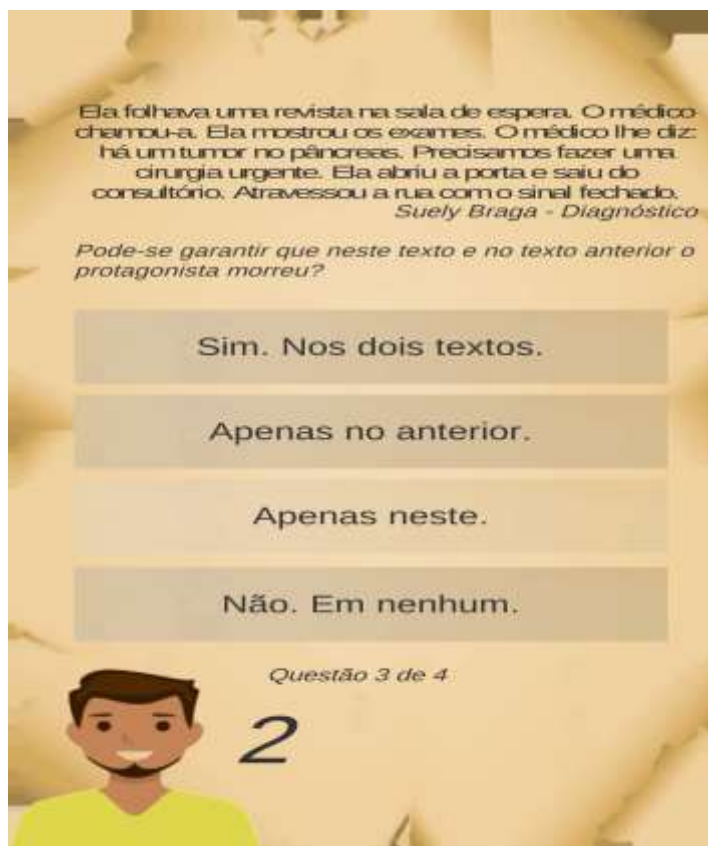 Ela folhava uma revista na sala de espera. O médico
chamou-a. Ela mostrou os exames. O médico lhe diz:
há um tumor no pâncreas. Precisamos fazer uma
cirurgia urgente. Ela abriu a porta e saiu do
consultório. Atravessou a rua com o sinal fechado.
Suely Braga - Diagnóstico
Pode-se garantir que neste texto e no texto anterior o
protagonista morreu?
Sim. Nos dois textos.
Apenas no anterior.
Apenas neste.
Não. Em nenhum.
Questão 3 de 4
2